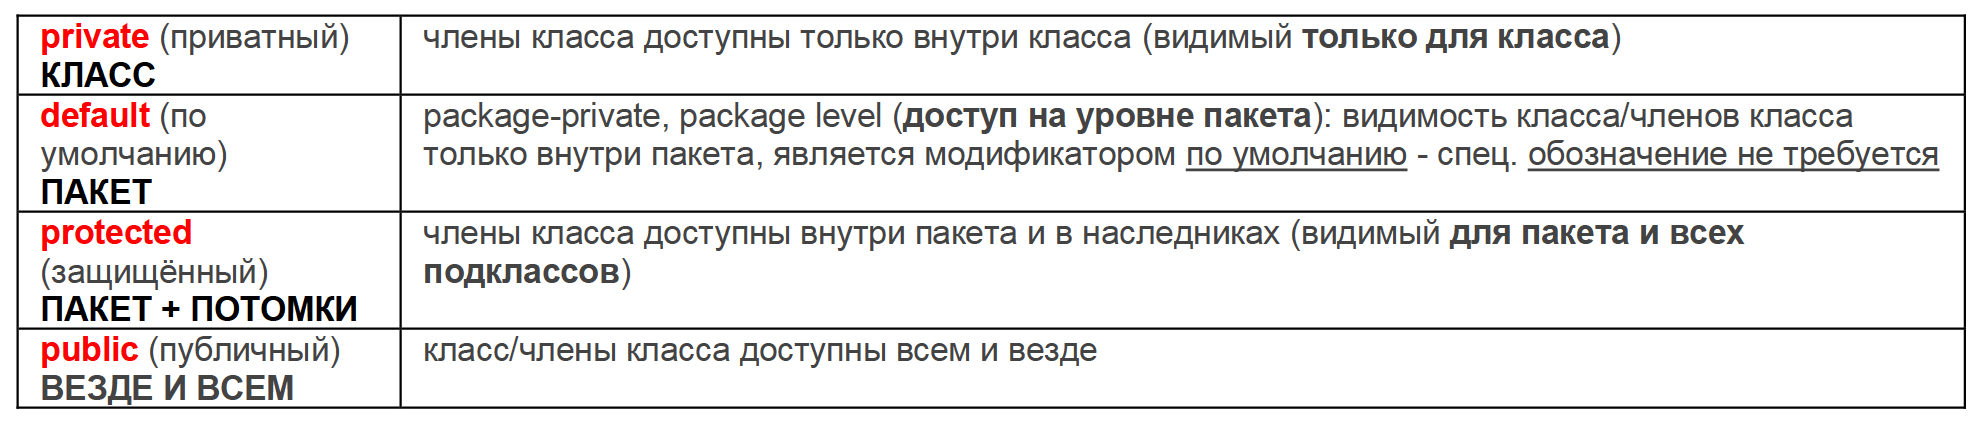 private (приватный)
КЛАСС
члены класса доступны только внутри класса (видимый только для класса)
default (по
умолчанию)
ПАКЕТ
package-private, package level (доступ на уровне пакета): видимость класса/членов класса
только внутри пакета, является модификатором по умолчанию - спец. обозначение не требуется
protected
(защищённый)
ПАКЕТ + ПОТОМКИ
члены класса доступны внутри пакета и в наследниках (видимый для пакета и всех
подклассов)
public (публичный)
ВЕЗДЕ И ВСЕМ
класс/члены класса доступны всем и везде